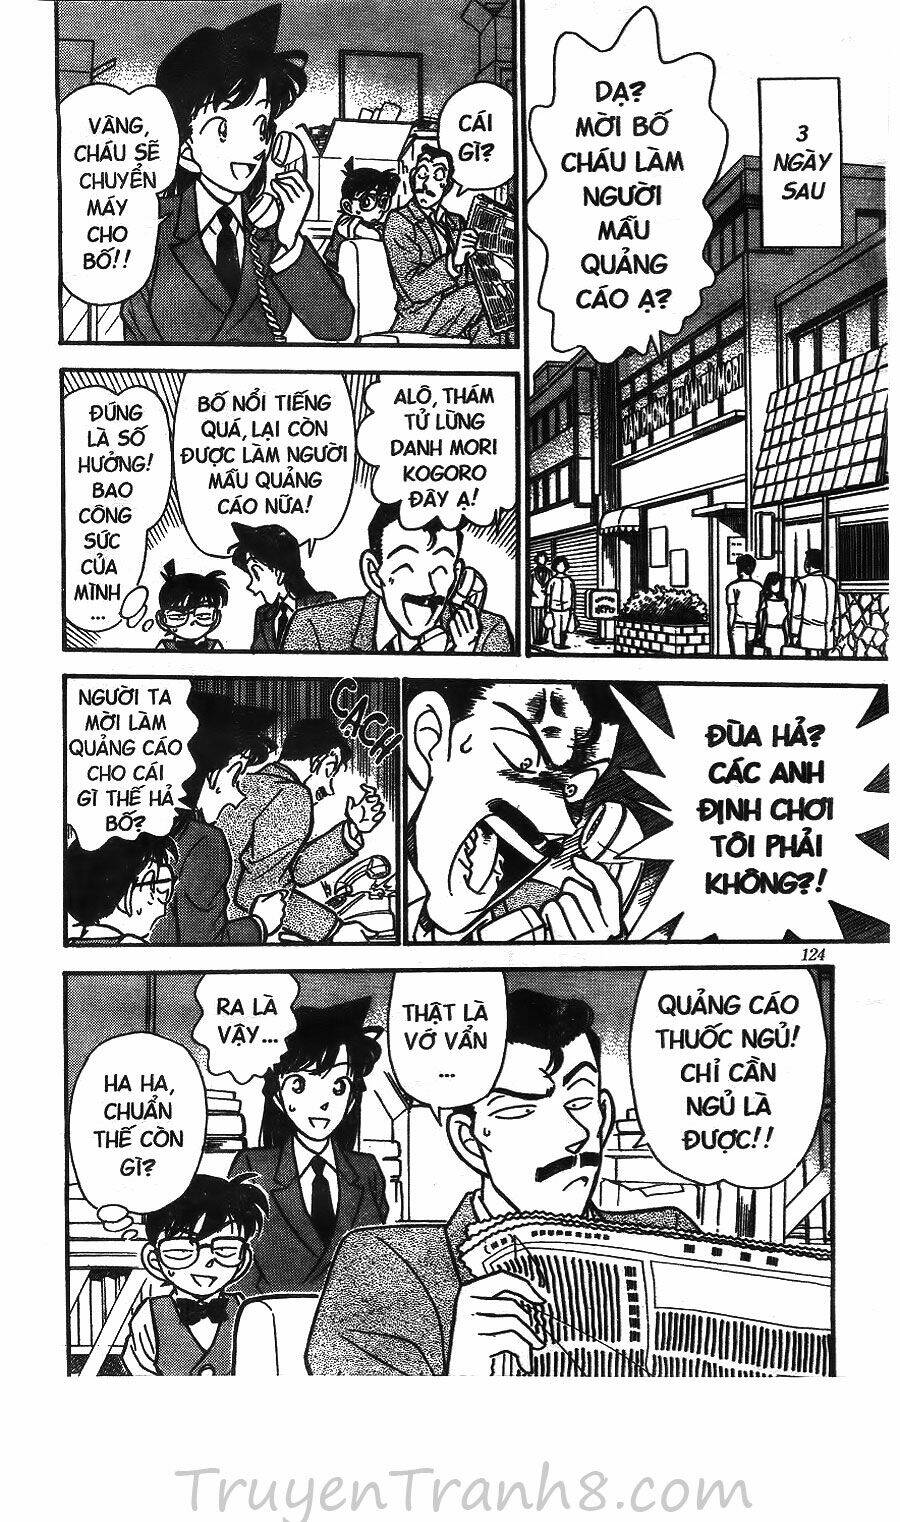 3
NGÀY
SAU
DẠ?
MỜI BỐ
CHÁU LÀM
NGƯỜI
MẪU
QUẢNG
CÁO Ạ?
VĂN PHÒNG THÁM TỬ MORI
CÁI
GÌ?
VÂNG,
CHÁU SẼ
CHUYỂN
MÁY
CHO
BỐ!!
ALÔ, THÁM
TỬ LỪNG
DANH MORI
KOGORO
ĐÂY Ạ!
BỐ NỔI TIẾNG
QUÁ, LẠI CÒN
ĐƯỢC LÀM NGƯỜI
MẪU QUẢNG
CÁO NỮA!
ĐÚNG
LÀ SỐ
HƯỞNG!
BAO
CÔNG
SỨC
CỦA
MÌNH
...
ĐÙA HẢ?
CÁC ANH
ĐỊNH CHƠI
TÔI PHẢI
KHÔNG?!
CẠCH
NGƯỜI TA
MỜI LÀM
QUẢNG CÁO
CHO CÁI
GÌ THẾ HẢ
BỐ?
124
QUẢNG CÁO
THUỐC NGỦ!
CHỈ CẦN
NGỦ LÀ
ĐƯỢC!!
THẬT LÀ
VỚ VẨN
...
RA LÀ
VẬY...
HA HA,
CHUẨN
THẾ CÒN
GÌ?
TruyenTranh8.com